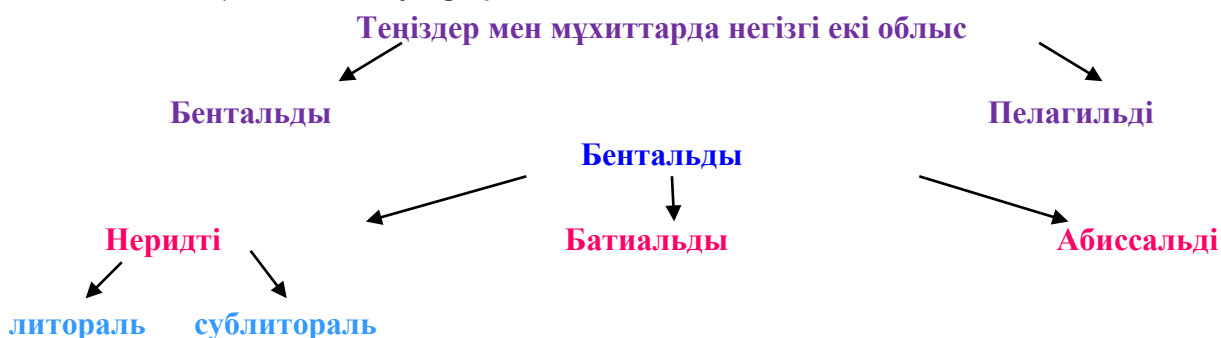 Теңіздер мен мұхиттарда негізгі екі облыс
Бентальды Пелагильді
Бентальды
Неридті Батиальды Абиссальді
литораль сублитораль